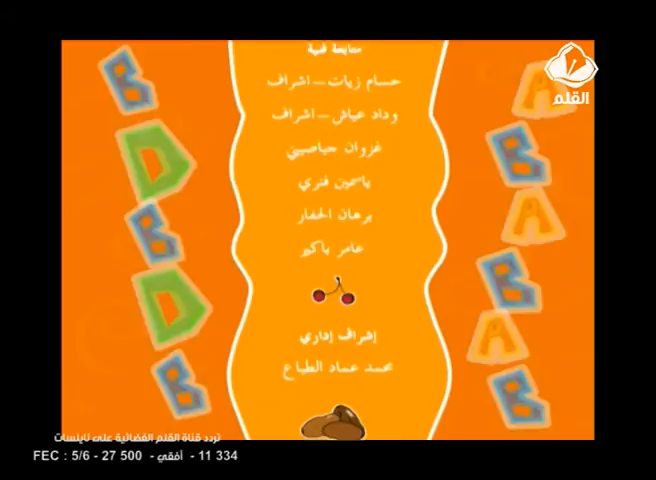 متابعة فنية
حسام زيات - اشراف
وداد عياش - اشراف
غزوان حياصيني
ياسمين فنري
برهان الحفار
عامر باكير
إشراف إداري
محمد عماد الطباع
القلم
B
D
B
D
B
A
B
A
B
A
B
تردد قناة القلم الفضائية على نايلسات
FEC : 5/6 - 27 500 - أفقي - 11 334